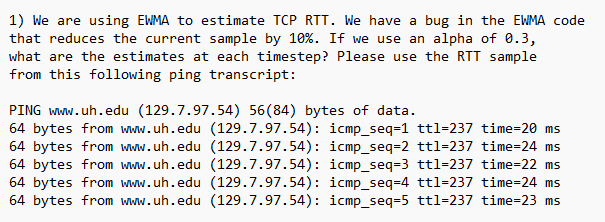 1) We are using EWMA to estimate TCP RTT. We have a bug in the EWMA code
that reduces the current sample by 10%. If we use an alpha of 0.3,
what are the estimates at each timestep? Please use the RTT sample
from this following ping transcript:
PING www.uh.edu (129.7.97.54) 56(84) bytes of data.
64 bytes from www.uh.edu (129.7.97.54): icmp_seq=1 ttl=237 time=20 ms
64 bytes from www.uh.edu (129.7.97.54): icmp_seq=2 ttl=237 time=24 ms
64 bytes from www.uh.edu (129.7.97.54): icmp_seq=3 ttl=237 time=22 ms
64 bytes from www.uh.edu (129.7.97.54): icmp_seq=4 ttl=237 time=24 ms
64 bytes from www.uh.edu (129.7.97.54): icmp_seq=5 ttl=237 time=23 ms